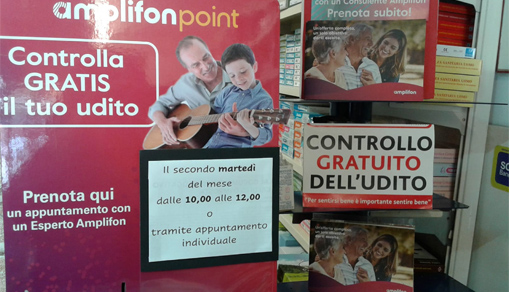 amplifonpoint
Controlla
GRATIS
il tuo udito
Prenota qui
un appuntamento con
un Esperto Amplifon
Il secondo martedì
del mese
dalle 10,00 alle 12,00
o
tramite appuntamento
individuale
con un Consulente Amplifon
Prenota subito!
amplifon
CONTROLLO
GRATUITO
DELL'UDITO
"Per sentirsi bene è importante sentire bene"